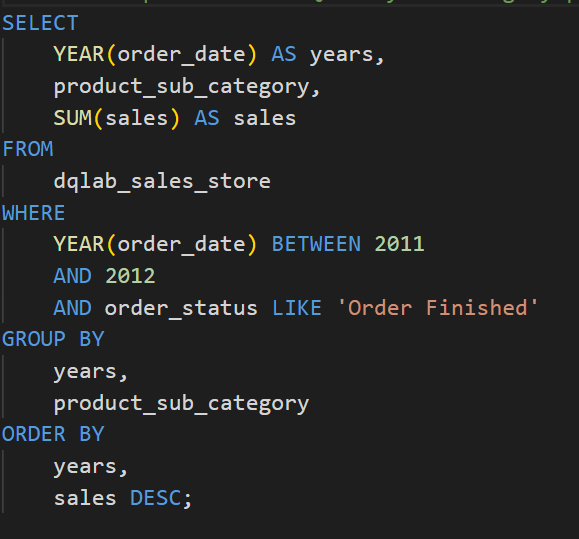 SELECT
    YEAR(order_date) AS years,
    product_sub_category,
    SUM(sales) AS sales
FROM
    dqlab_sales_store
WHERE
    YEAR(order_date) BETWEEN 2011
    AND 2012
    AND order_status LIKE 'Order Finished'
GROUP BY
    years,
    product_sub_category
ORDER BY
    years,
    sales DESC;